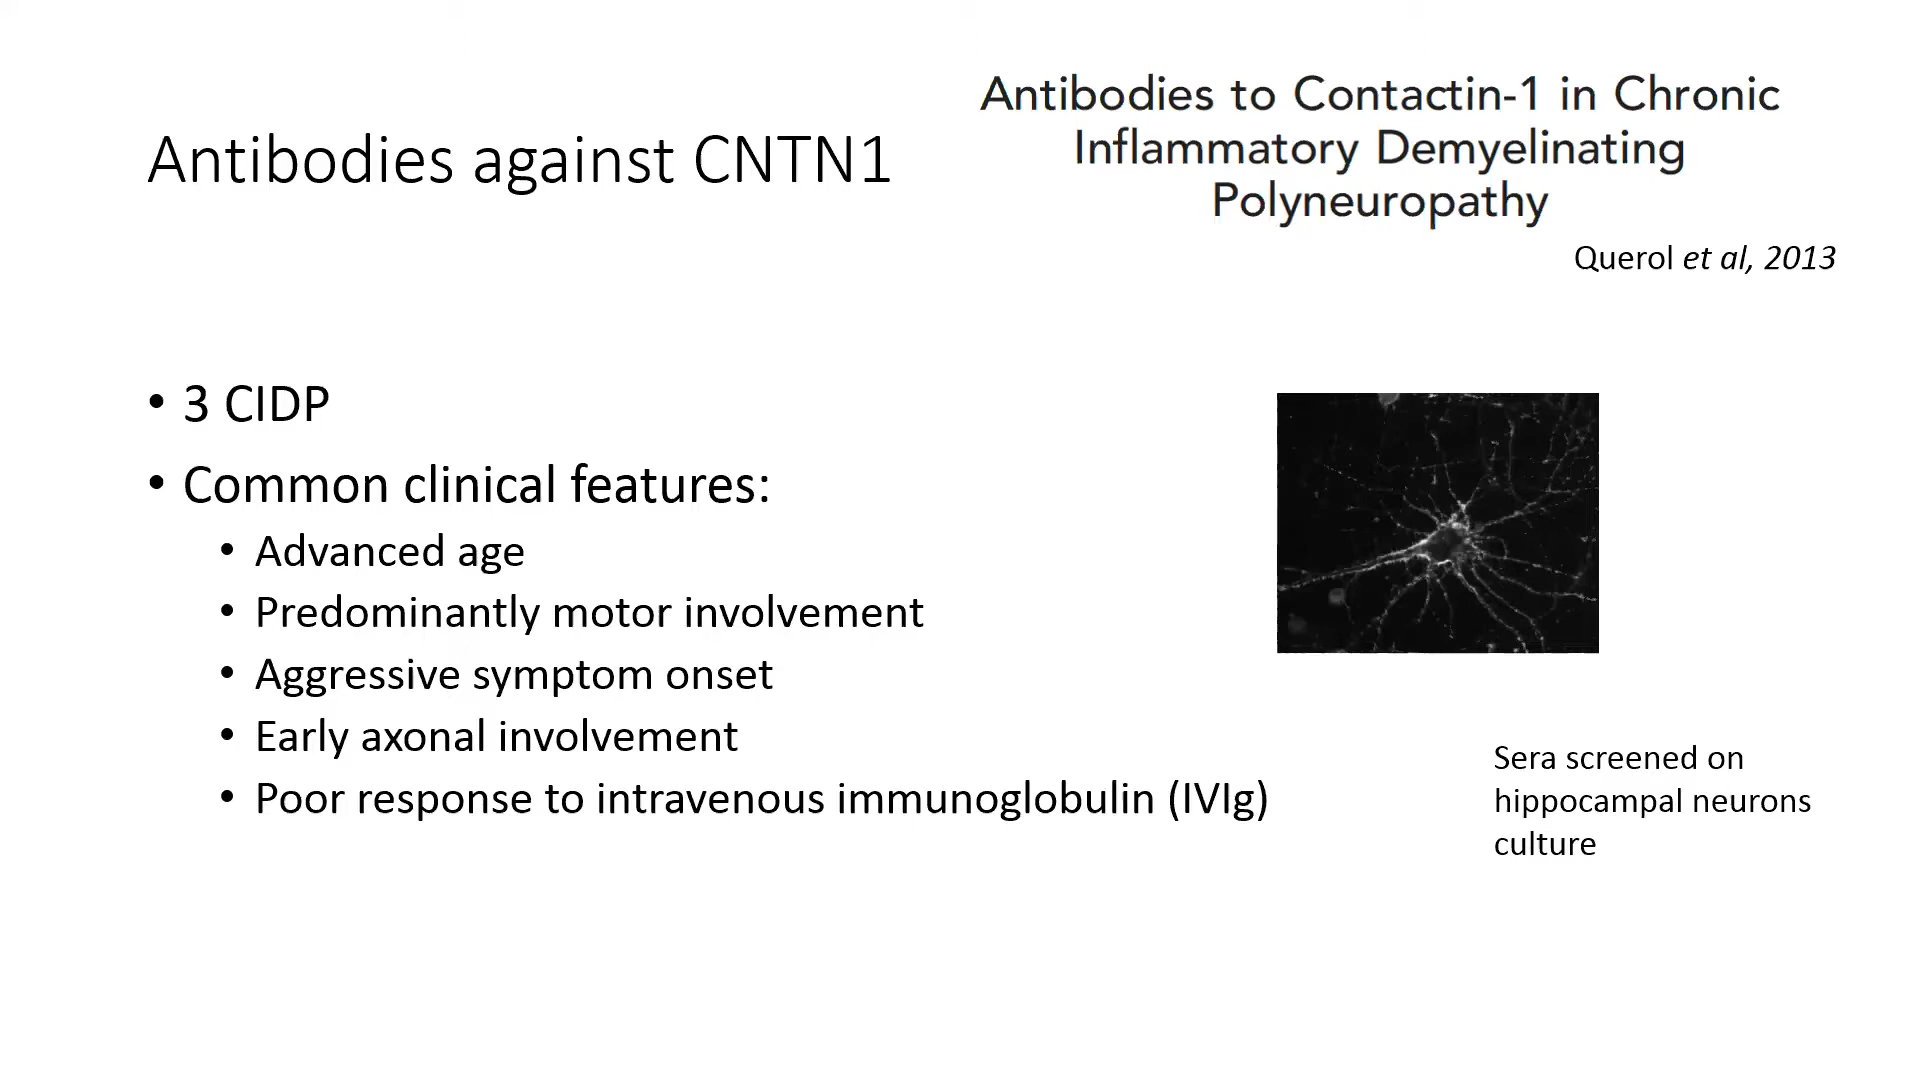 Antibodies against CNTN1
Antibodies to Contactin-1 in Chronic
Inflammatory Demyelinating
Polyneuropathy
Querol et al, 2013
• 3 CIDP
• Common clinical features:
• Advanced age
• Predominantly motor involvement
• Aggressive symptom onset
• Early axonal involvement
• Poor response to intravenous immunoglobulin (IVIg)
Sera screened on
hippocampal neurons
culture